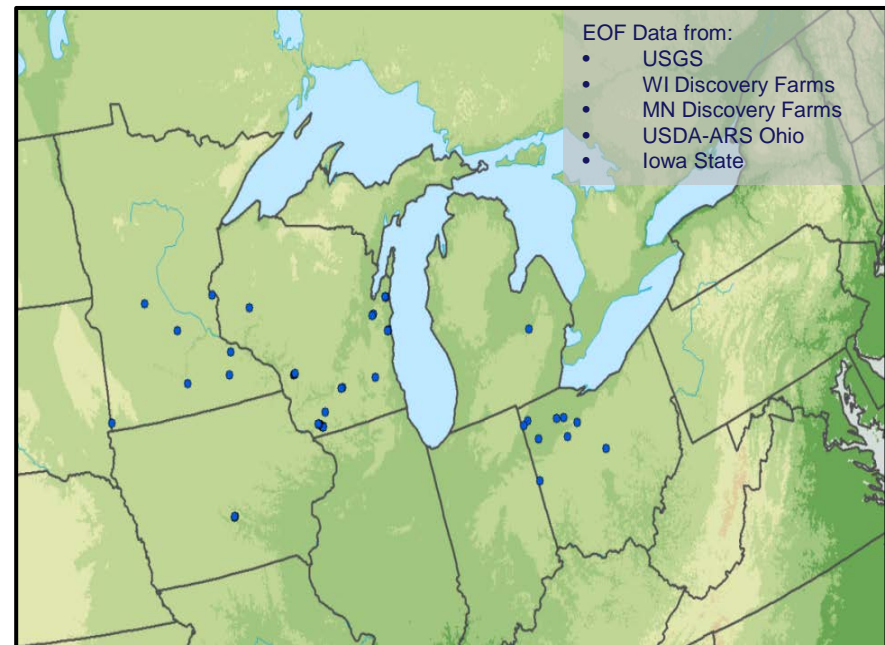 EOF Data from:
• USGS
• WI Discovery Farms
• MN Discovery Farms
• USDA-ARS Ohio
• Iowa State